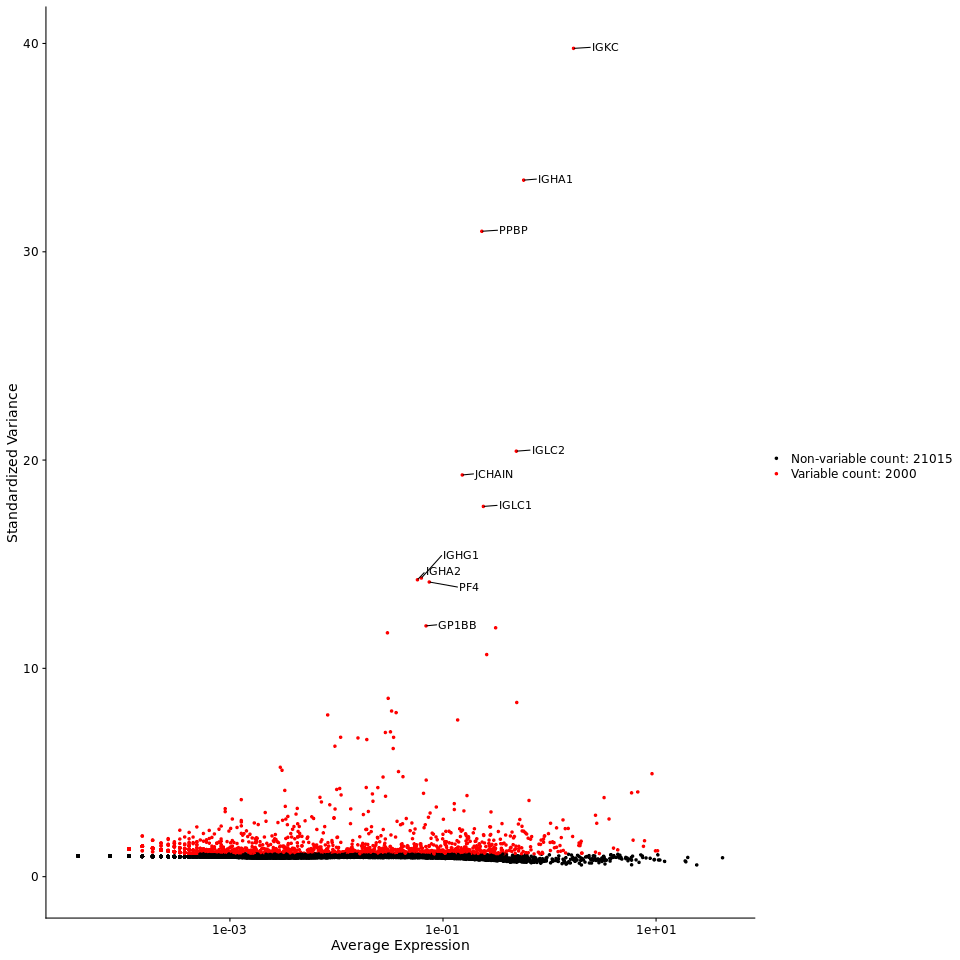 40
30
20
10
0
Standardized Variance
IGKC
IGHA1
PPBP
IGLC2
JCHAIN
IGLC1
IGHG1
IGHA2
PF4
GP1BB
Non-variable count: 21015
Variable count: 2000
1e-03 1e-01 1e+01
Average Expression